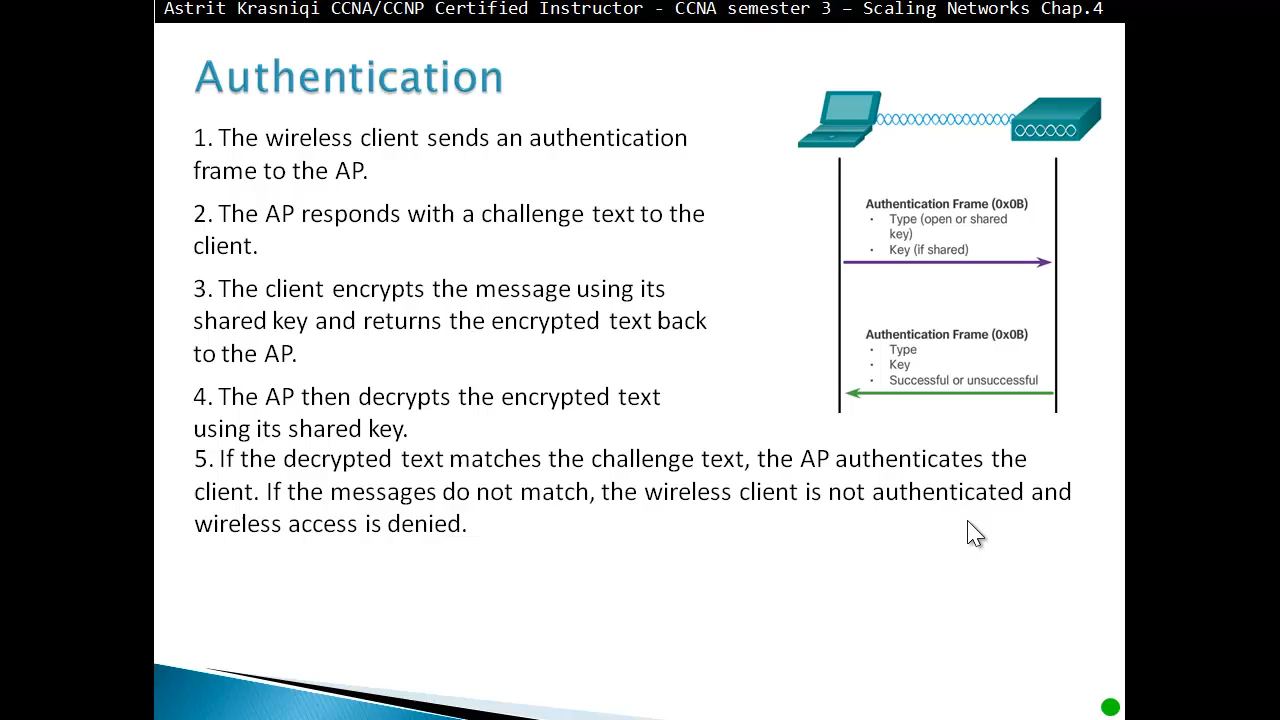 Astrit Krasniqi CCNA/CCNP Certified Instructor - CCNA semester 3 – Scaling Networks Chap.4
Authentication
1. The wireless client sends an authentication
frame to the AP.
2. The AP responds with a challenge text to the
client.
3. The client encrypts the message using its
shared key and returns the encrypted text back
to the AP.
4. The AP then decrypts the encrypted text
using its shared key.
5. If the decrypted text matches the challenge text, the AP authenticates the
client. If the messages do not match, the wireless client is not authenticated and
wireless access is denied.
Authentication Frame (0x0B)
· Type (open or shared
key)
· Key (if shared)
Authentication Frame (0x0B)
· Type
· Key
· Successful or unsuccessful